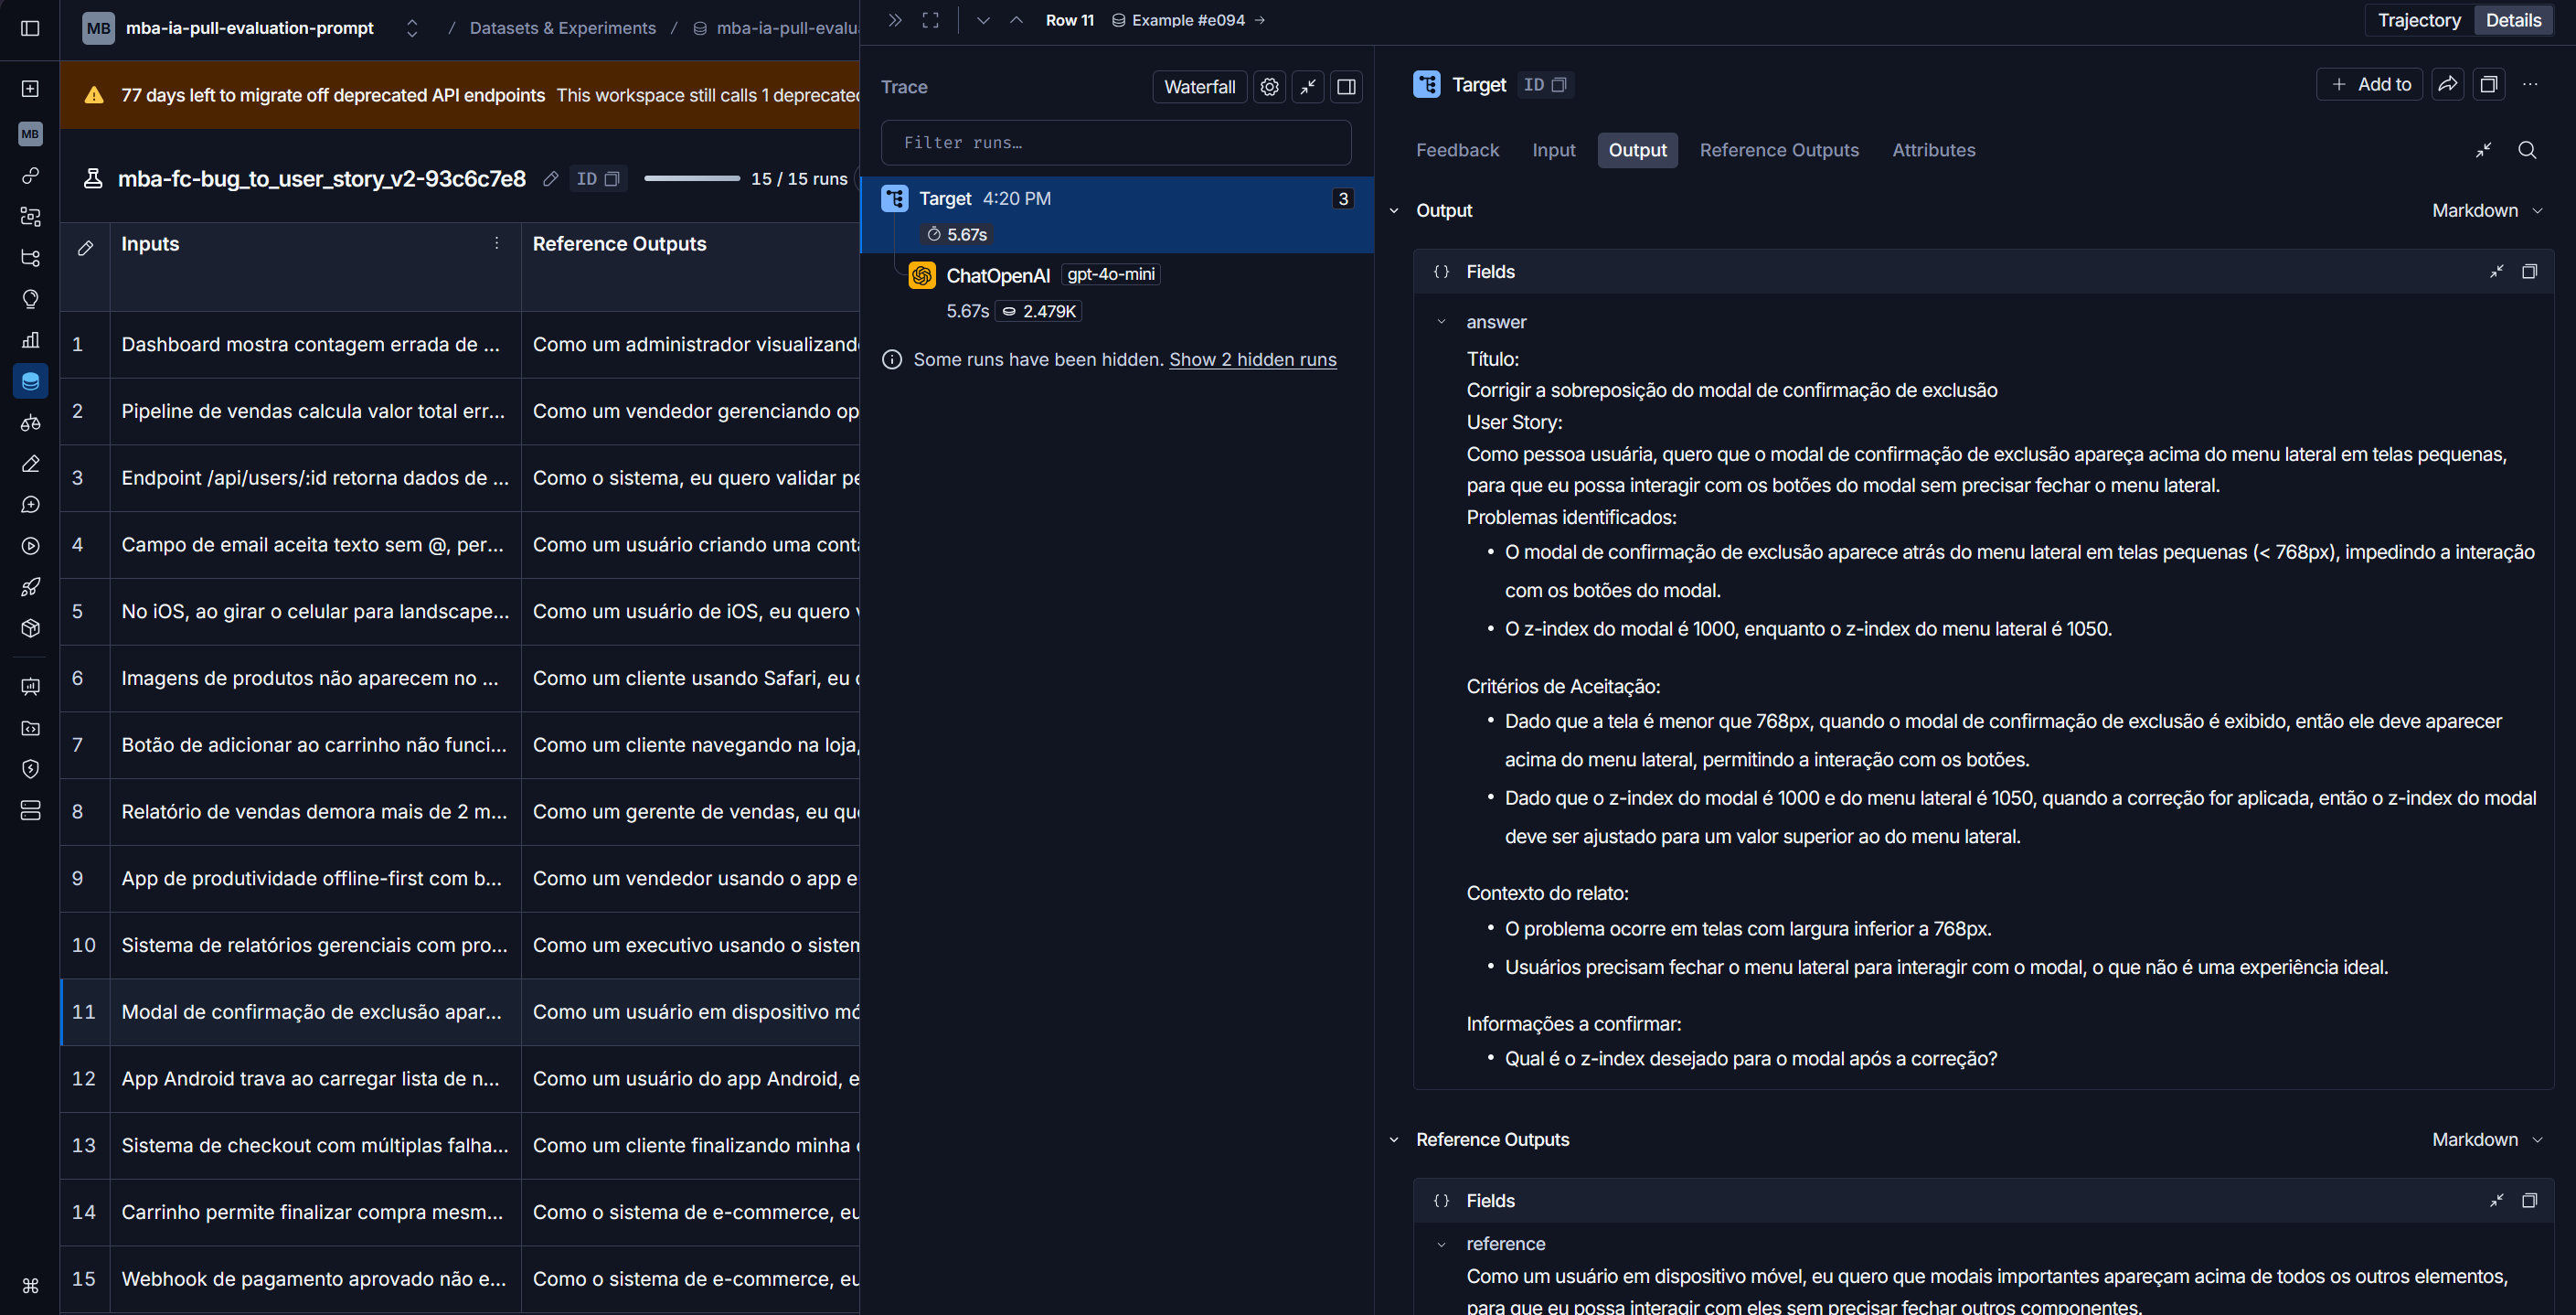 MB mba-ia-pull-evaluation-prompt / Datasets & Experiments / mba-ia-pull-evalua
Row 11 Example #e094 →
Trajectory Details
MB
77 days left to migrate off deprecated API endpoints This workspace still calls 1 deprecated
mba-fc-bug_to_user_story_v2-93c6c7e8 ID 15 / 15 runs
Inputs Reference Outputs
1 Dashboard mostra contagem errada de ... Como um administrador visualizando
2 Pipeline de vendas calcula valor total err... Como um vendedor gerenciando op
3 Endpoint /api/users/:id retorna dados de ... Como o sistema, eu quero validar pe
4 Campo de email aceita texto sem @, per... Como um usuário criando uma conta
5 No iOS, ao girar o celular para landscape... Como um usuário de iOS, eu quero v
6 Imagens de produtos não aparecem no ... Como um cliente usando Safari, eu q
7 Botão de adicionar ao carrinho não funci... Como um cliente navegando na loja,
8 Relatório de vendas demora mais de 2 m... Como um gerente de vendas, eu que
9 App de produtividade offline-first com b... Como um vendedor usando o app e
10 Sistema de relatórios gerenciais com pro... Como um executivo usando o sistem
11 Modal de confirmação de exclusão apar... Como um usuário em dispositivo mó
12 App Android trava ao carregar lista de n... Como um usuário do app Android, e
13 Sistema de checkout com múltiplas falha... Como um cliente finalizando minha c
14 Carrinho permite finalizar compra mesm... Como o sistema de e-commerce, eu
15 Webhook de pagamento aprovado não e... Como o sistema de e-commerce, eu
Trace Waterfall
Filter runs...
Target 4:20 PM 3
5.67s
ChatOpenAI gpt-4o-mini
5.67s 2.479K
Some runs have been hidden. Show 2 hidden runs
Target ID
+ Add to
Feedback Input Output Reference Outputs Attributes
Output Markdown
{} Fields
answer
Título:
Corrigir a sobreposição do modal de confirmação de exclusão
User Story:
Como pessoa usuária, quero que o modal de confirmação de exclusão apareça acima do menu lateral em telas pequenas,
para que eu possa interagir com os botões do modal sem precisar fechar o menu lateral.
Problemas identificados:
• O modal de confirmação de exclusão aparece atrás do menu lateral em telas pequenas (< 768px), impedindo a interação
com os botões do modal.
• O z-index do modal é 1000, enquanto o z-index do menu lateral é 1050.
Critérios de Aceitação:
• Dado que a tela é menor que 768px, quando o modal de confirmação de exclusão é exibido, então ele deve aparecer
acima do menu lateral, permitindo a interação com os botões.
• Dado que o z-index do modal é 1000 e do menu lateral é 1050, quando a correção for aplicada, então o z-index do modal
deve ser ajustado para um valor superior ao do menu lateral.
Contexto do relato:
• O problema ocorre em telas com largura inferior a 768px.
• Usuários precisam fechar o menu lateral para interagir com o modal, o que não é uma experiência ideal.
Informações a confirmar:
• Qual é o z-index desejado para o modal após a correção?
Reference Outputs Markdown
{} Fields
reference
Como um usuário em dispositivo móvel, eu quero que modais importantes apareçam acima de todos os outros elementos,
para que eu possa interagir com eles sem precisar fechar outros componentes.